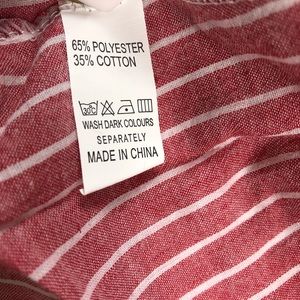 65% POLYESTER
35% COTTON
WASH DARK COLOURS
SEPARATELY
MADE IN CHINA